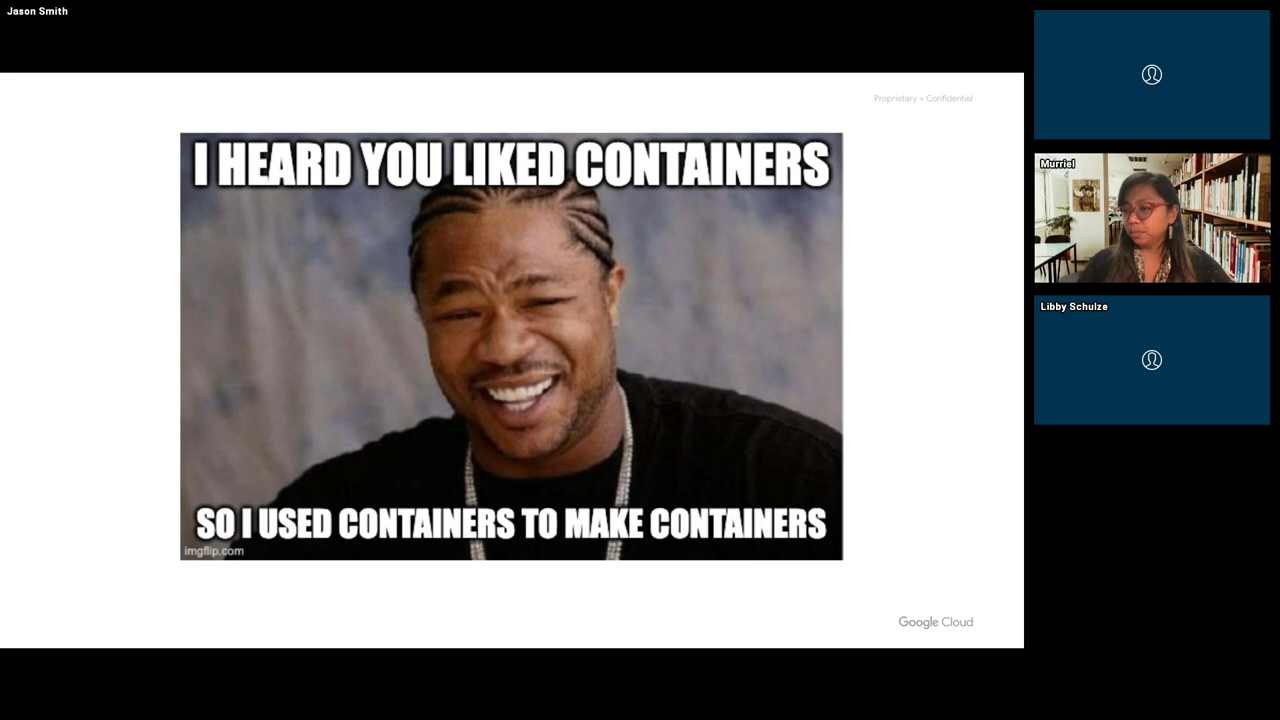 Jason Smith
Proprietary + Confidential
I HEARD YOU LIKED CONTAINERS
SO I USED CONTAINERS TO MAKE CONTAINERS
imgflip.com
Google Cloud
Murriel
Libby Schulze